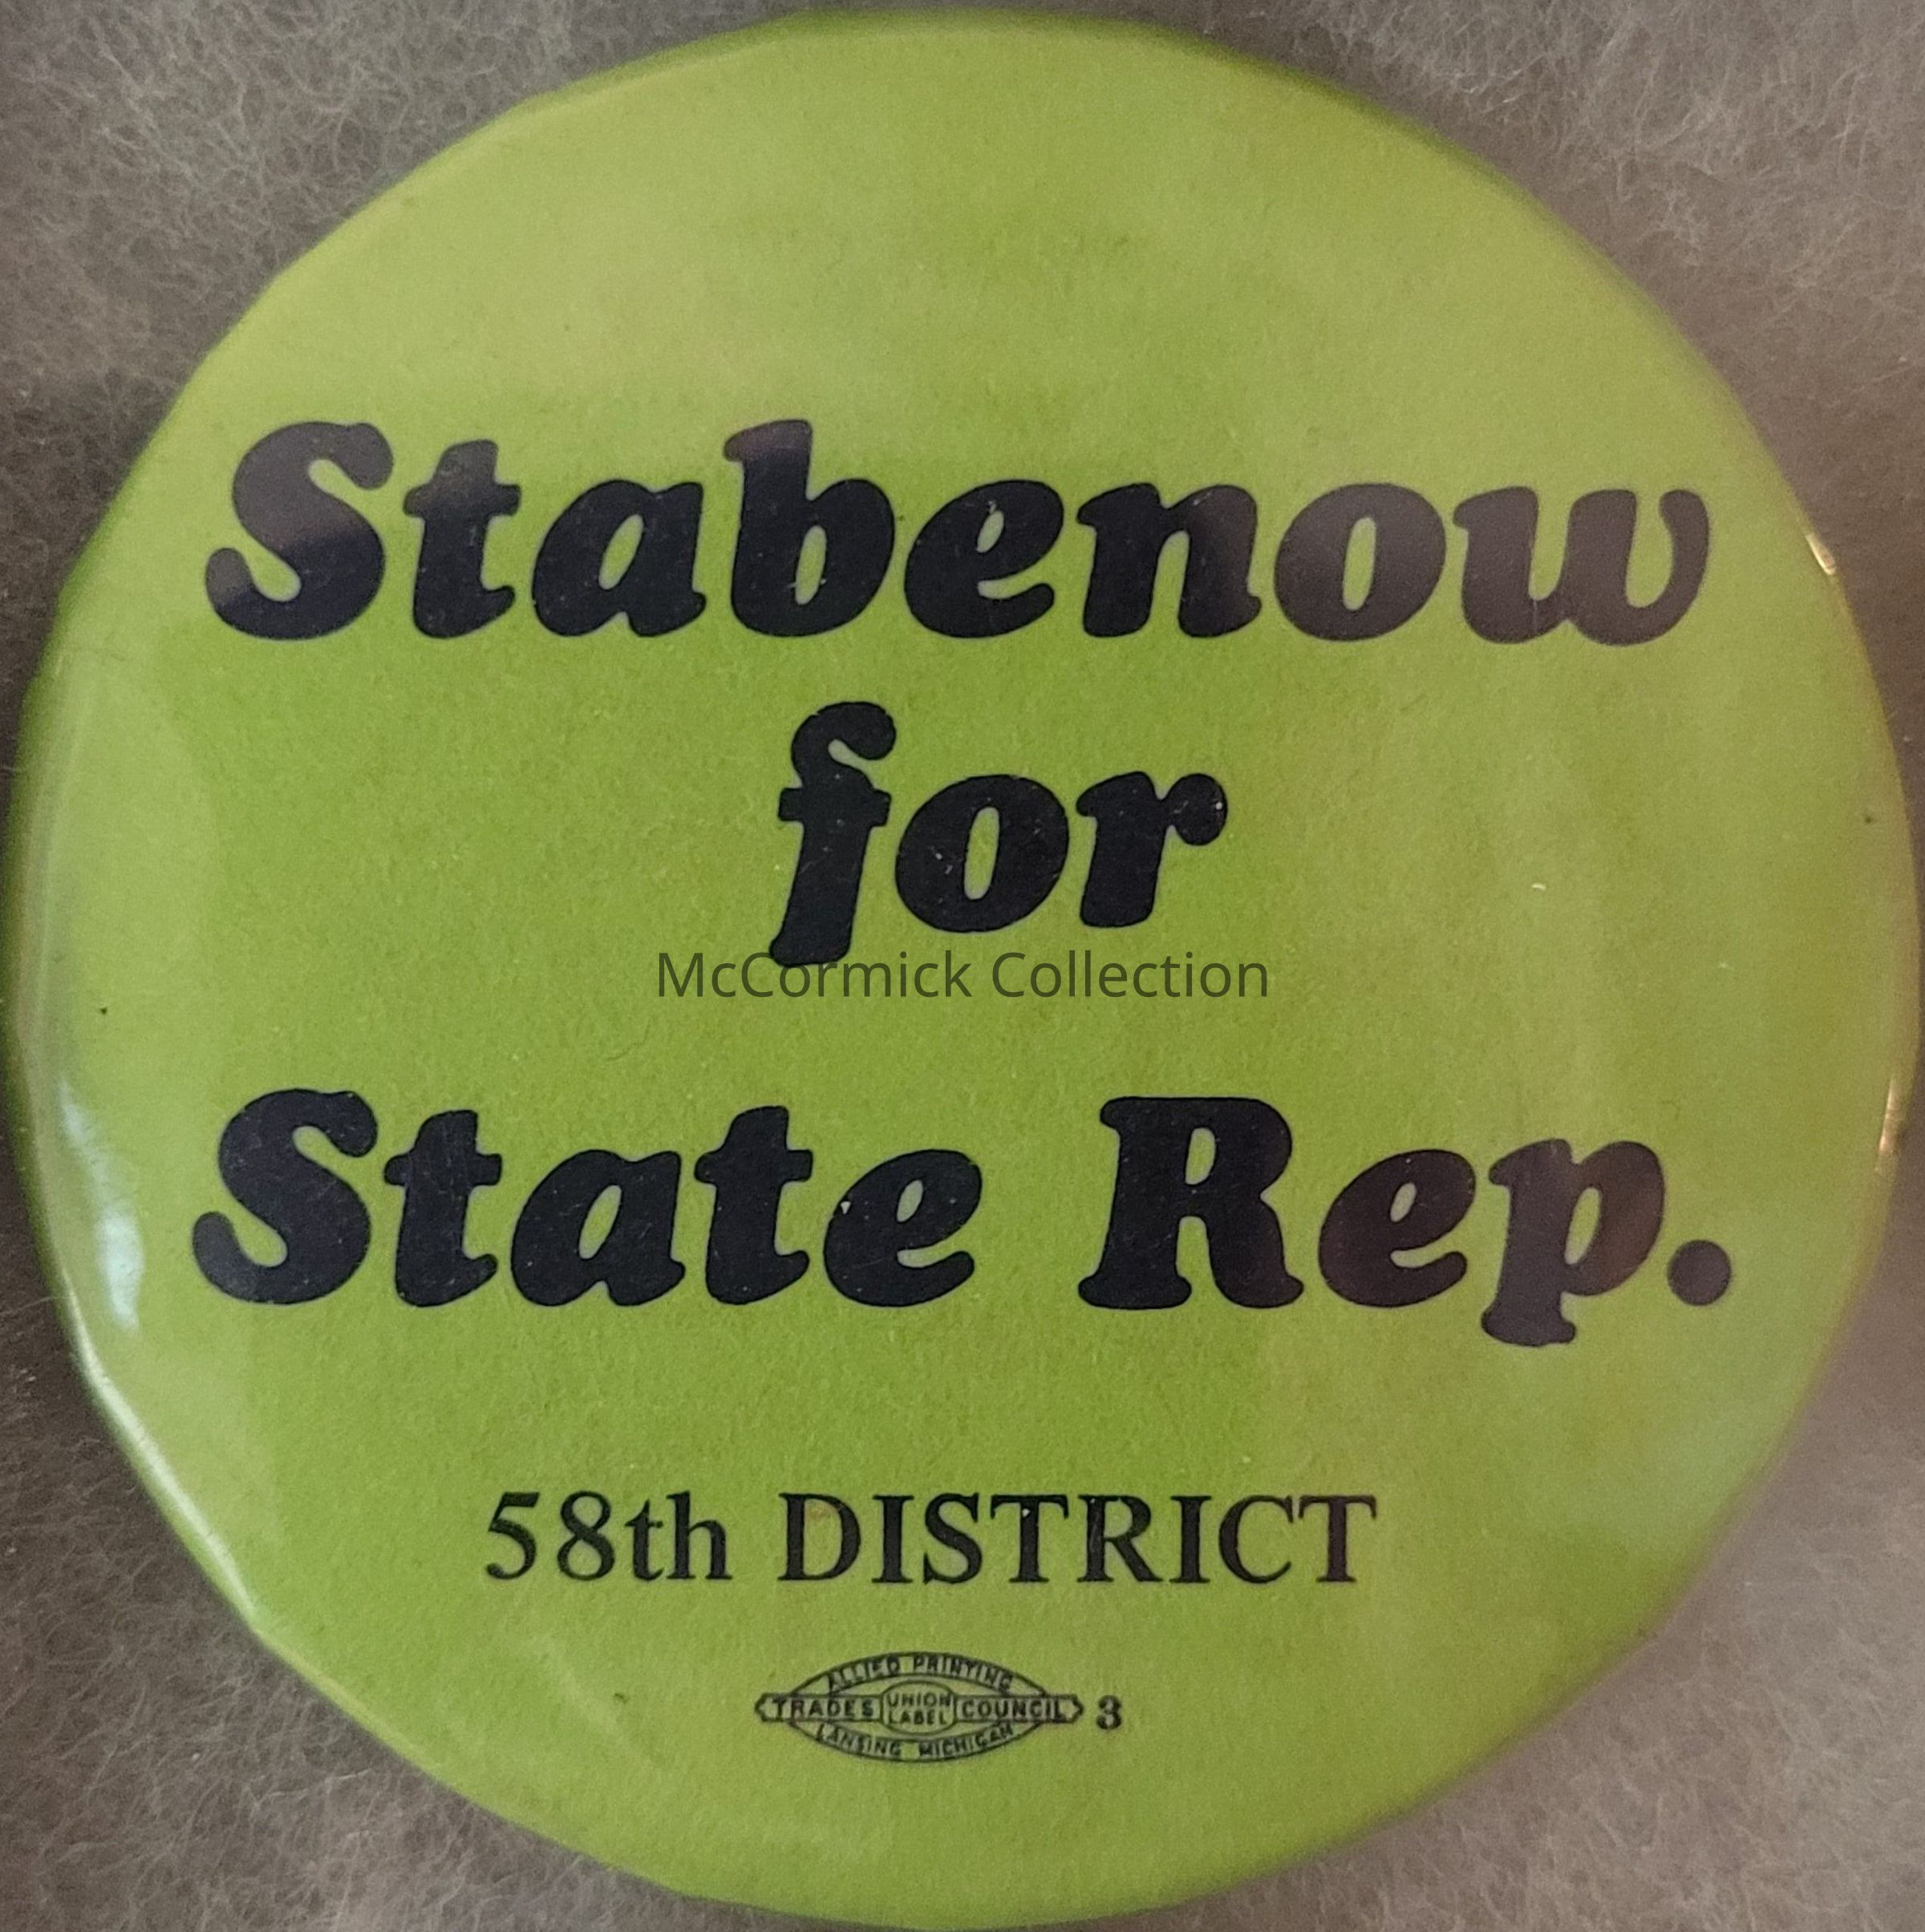 Stabenow
for
McCormick Collection
State Rep.
58th DISTRICT
ALLIED PRINTING
TRADES UNION LABEL COUNCIL 3
LANSING MICHIGAN